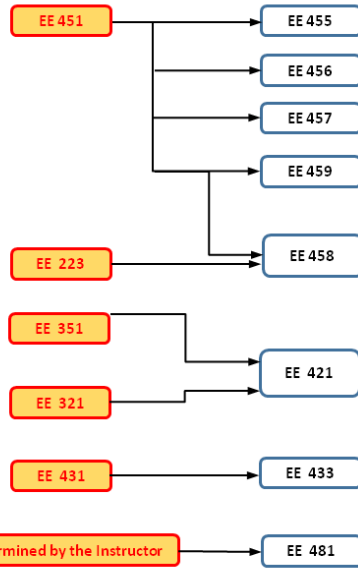 EE 451
EE 455
EE 456
EE 457
EE 459
EE 223
EE 458
EE 351
EE 321
EE 421
EE 431
EE 433
rmined by the Instructor
EE 481